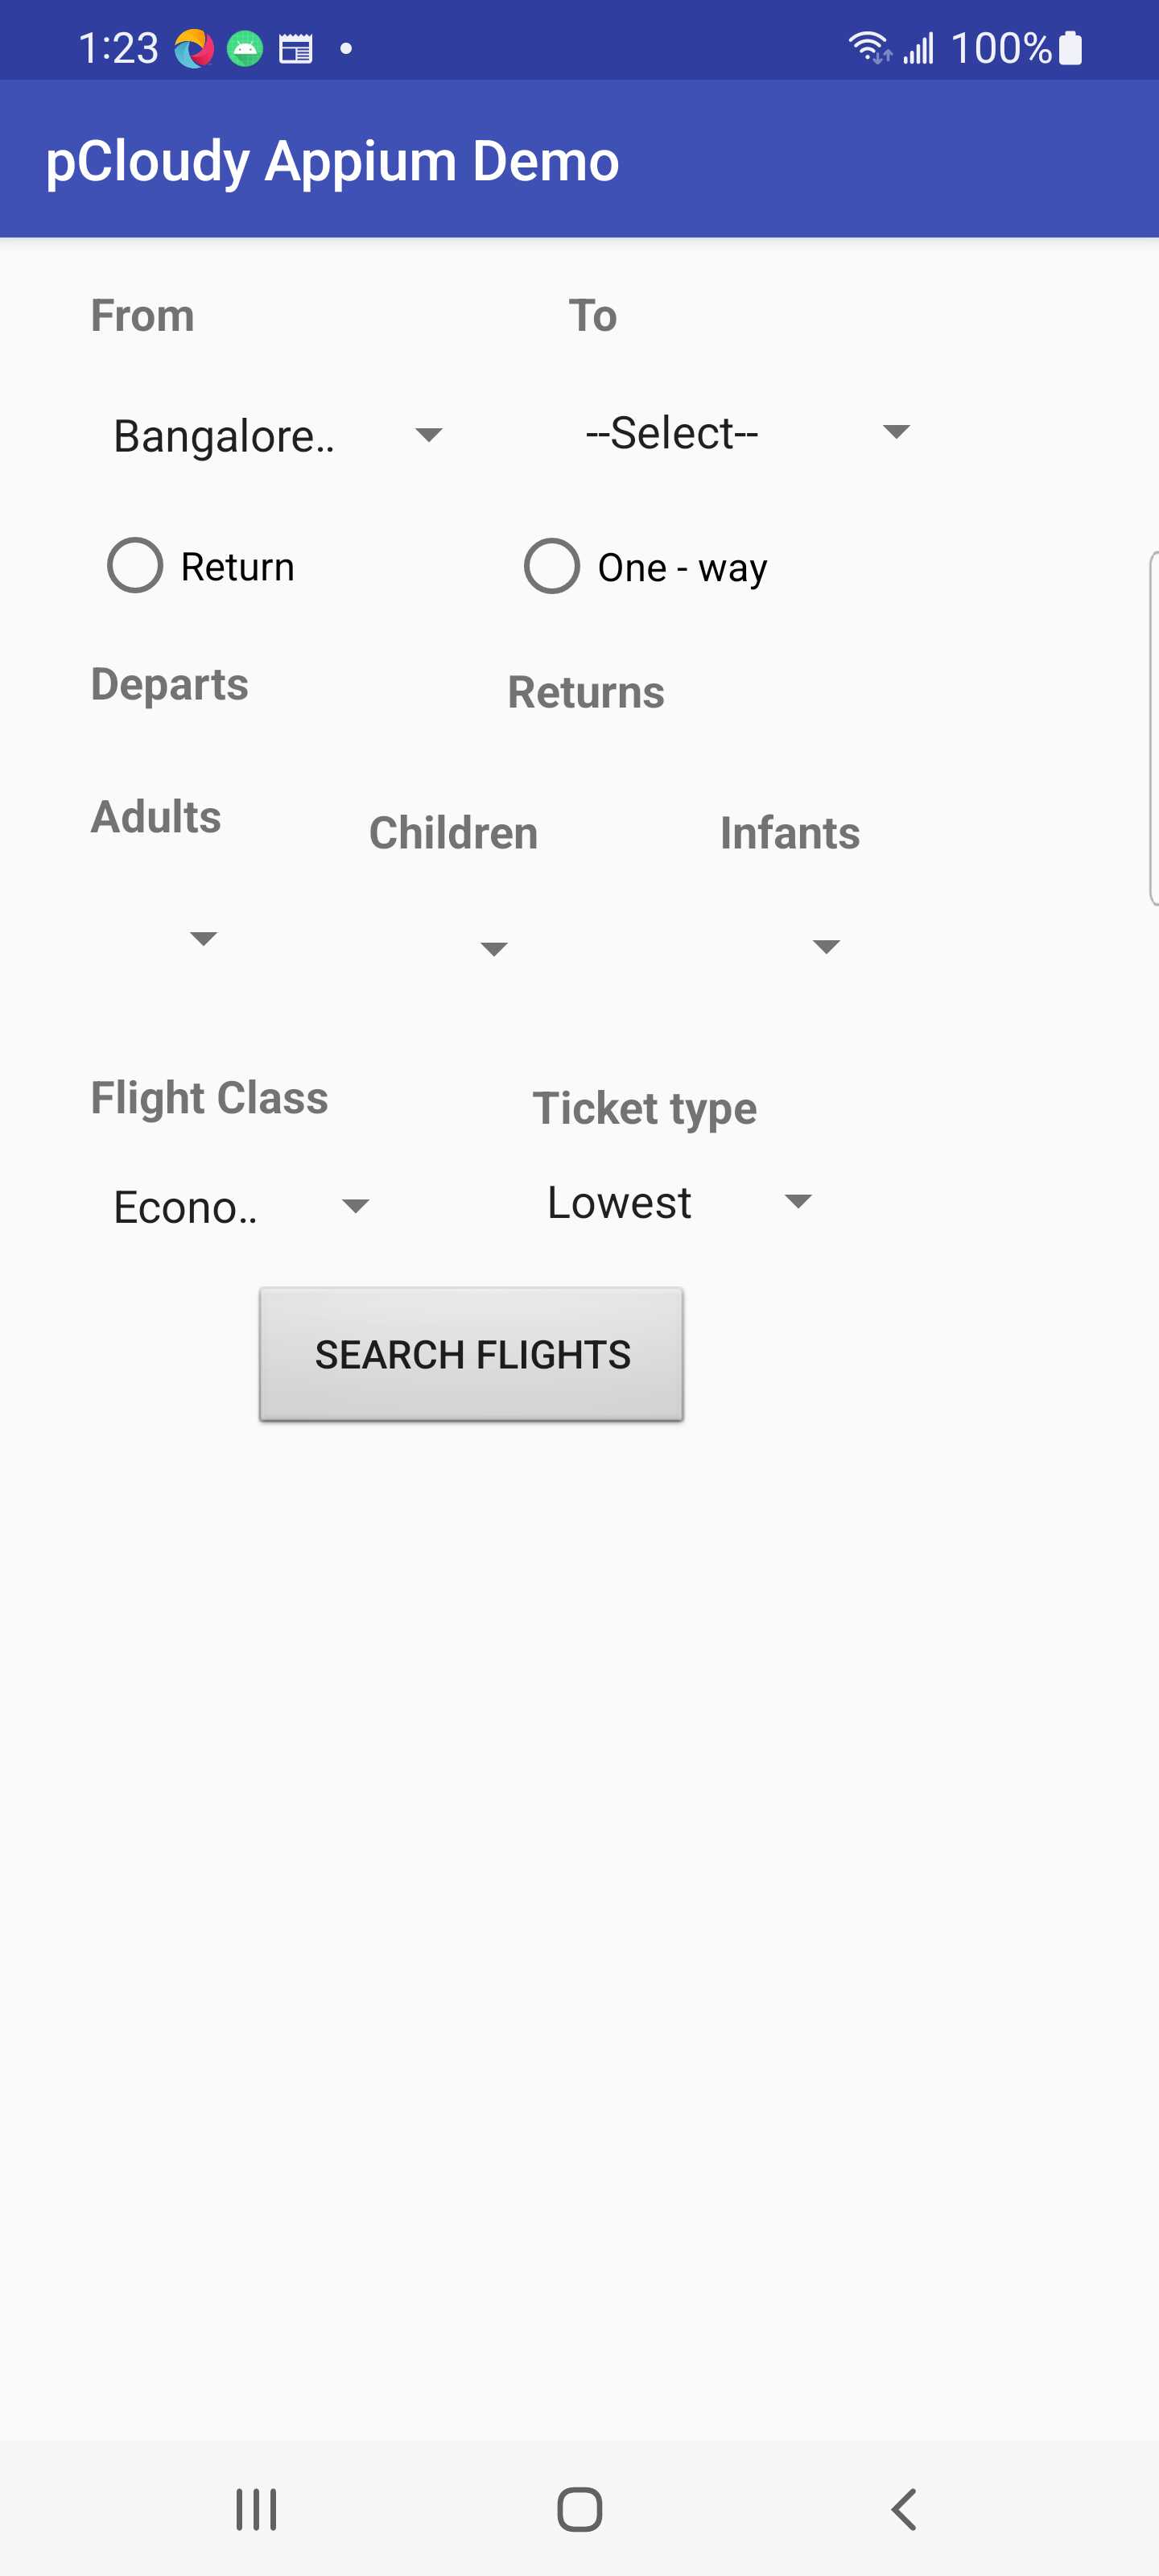 1:23 100%
pCloudy Appium Demo
From To
Bangalore.. --Select--
Return One - way
Departs Returns
Adults Children Infants
Flight Class Ticket type
Econo.. Lowest
SEARCH FLIGHTS